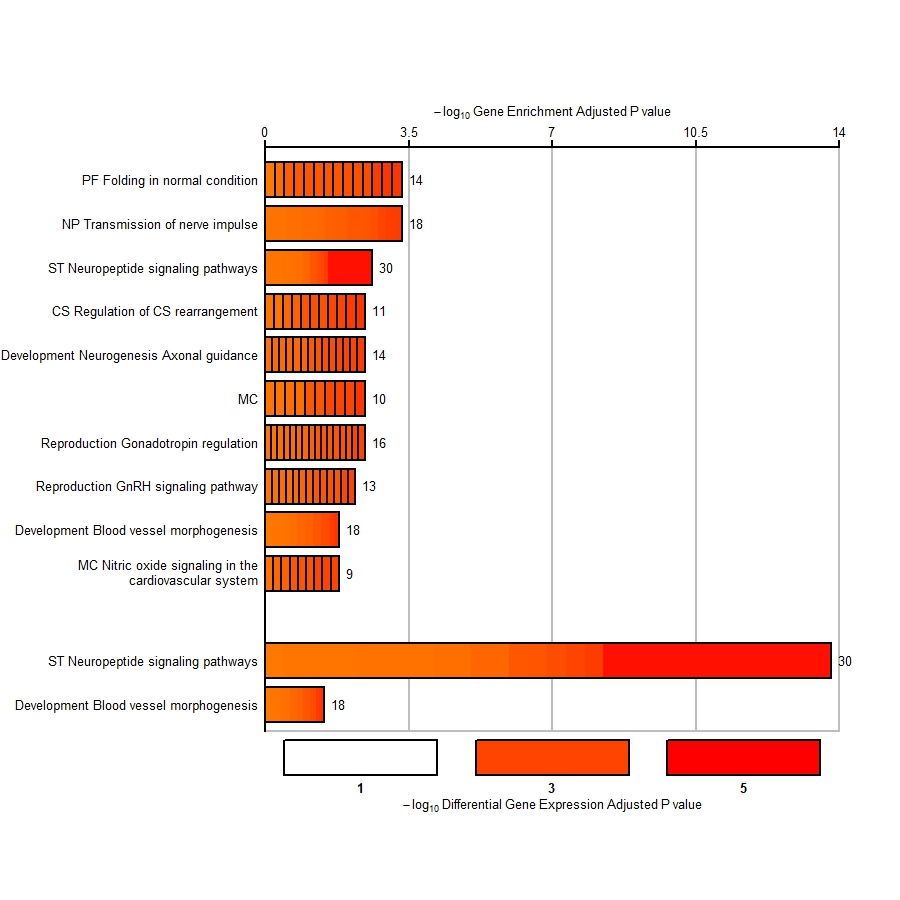 –log10 Gene Enrichment Adjusted P value
0 3.5 7 10.5 14
PF Folding in normal condition 14
NP Transmission of nerve impulse 18
ST Neuropeptide signaling pathways 30
CS Regulation of CS rearrangement 11
Development Neurogenesis Axonal guidance 14
MC 10
Reproduction Gonadotropin regulation 16
Reproduction GnRH signaling pathway 13
Development Blood vessel morphogenesis 18
MC Nitric oxide signaling in the
cardiovascular system 9
ST Neuropeptide signaling pathways 30
Development Blood vessel morphogenesis 18
1 3 5
–log10 Differential Gene Expression Adjusted P value